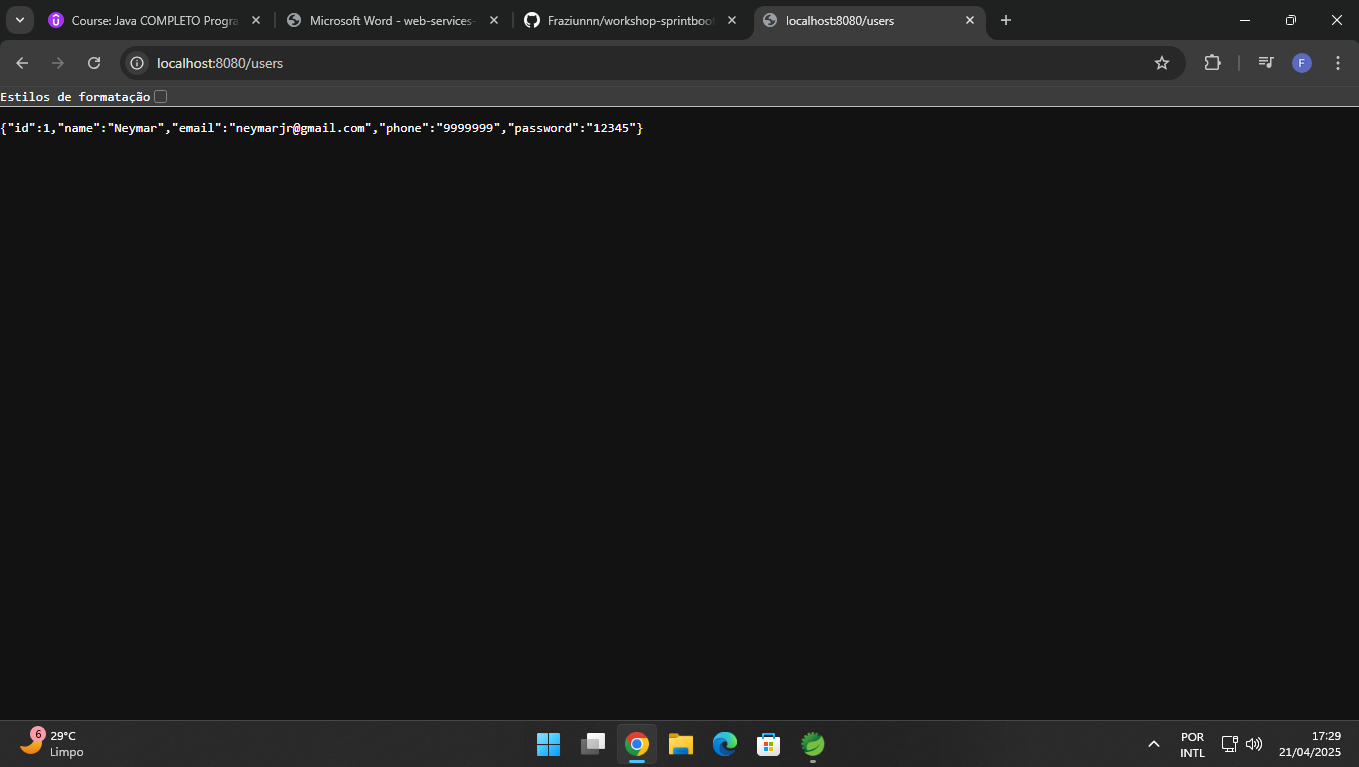 Course: Java COMPLETO Progra
Microsoft Word - web-services-
Fraziunnn/workshop-sprintboot
localhost:8080/users
localhost:8080/users
F
Estilos de formatação
{"id":1,"name":"Neymar","email":"neymarjr@gmail.com","phone":"9999999","password":"12345"}
6
29°C
Limpo
POR
INTL
17:29
21/04/2025